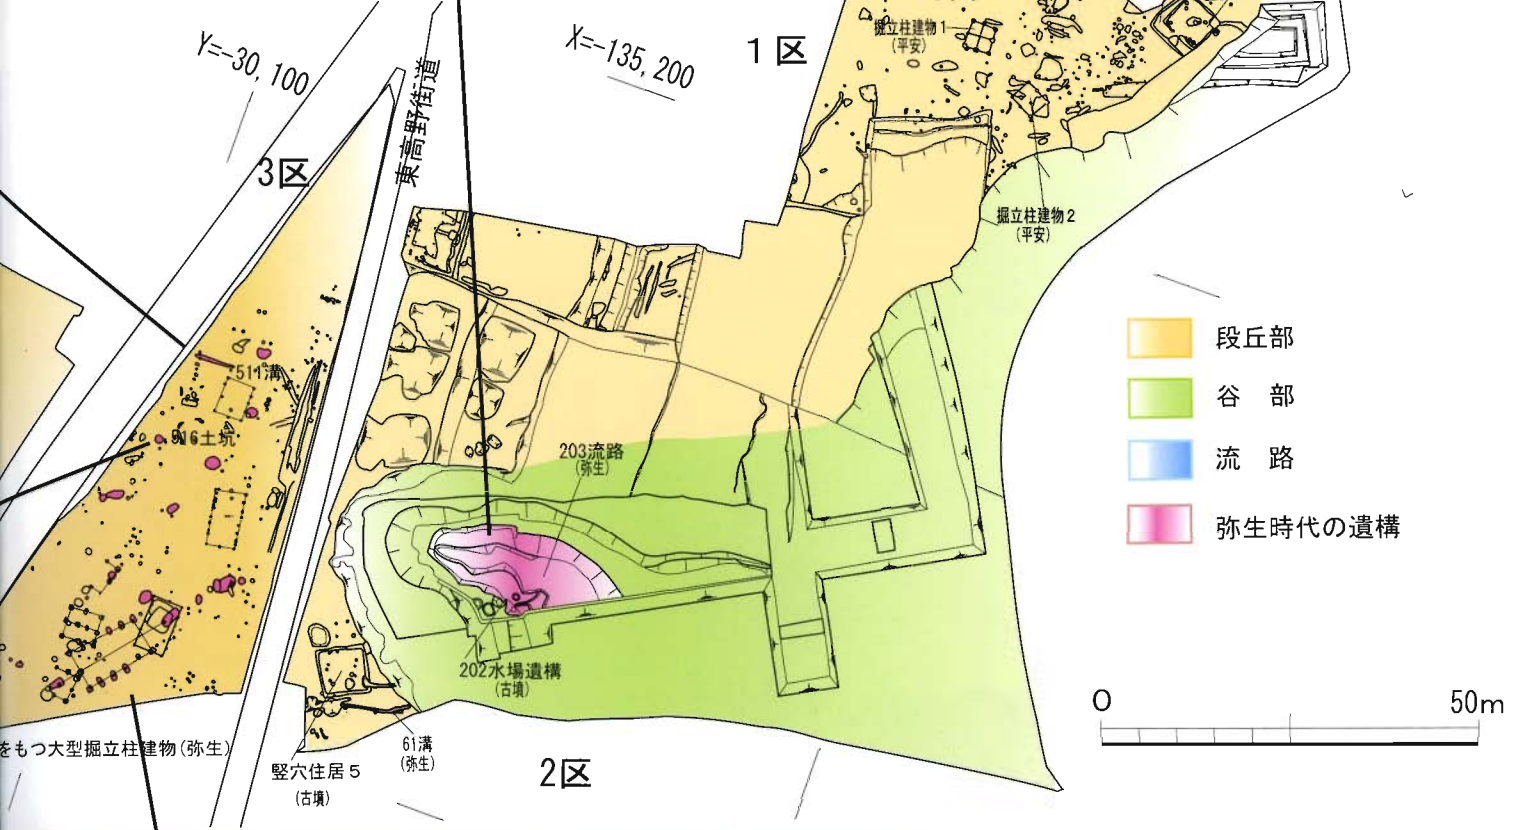 Y=-30,100
3区
東高野街道
X=-135,200
1区
掘立柱建物1
(平安)
掘立柱建物2
(平安)
511溝
516土坑
203流路
(弥生)
202水場遺構
(古墳)
61溝
(弥生)
竪穴住居5
(古墳)
をもつ大型掘立柱建物(弥生)
2区
段丘部
谷　部
流　路
弥生時代の遺構
0 50m